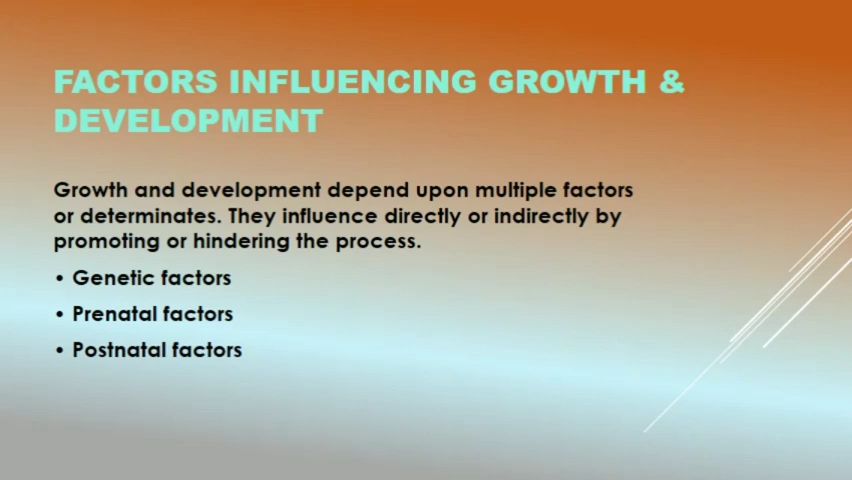 FACTORS INFLUENCING GROWTH &
DEVELOPMENT
Growth and development depend upon multiple factors
or determinates. They influence directly or indirectly by
promoting or hindering the process.
• Genetic factors
• Prenatal factors
• Postnatal factors